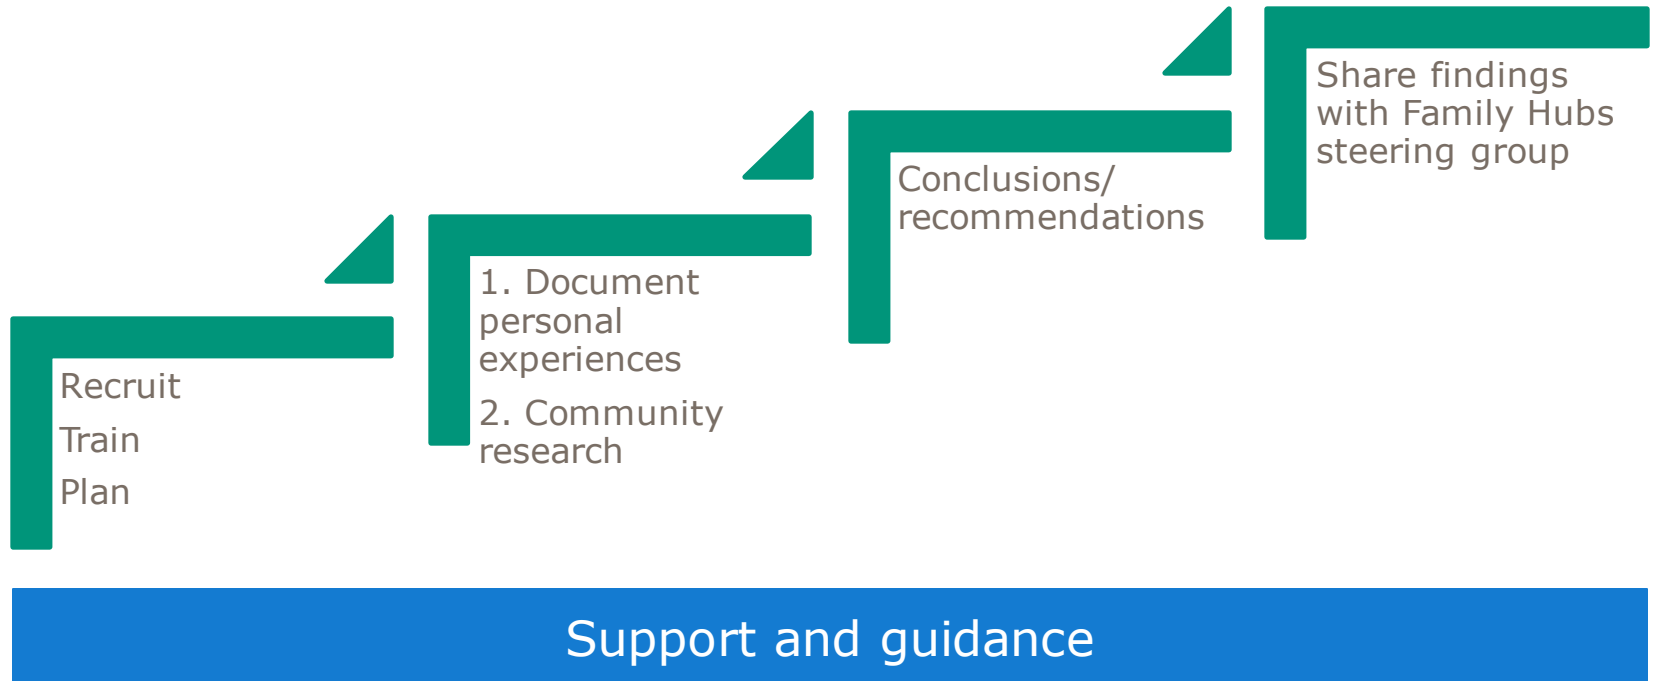 Recruit
Train
Plan
1. Document
personal
experiences
2. Community
research
Conclusions/
recommendations
Share findings
with Family Hubs
steering group
Support and guidance